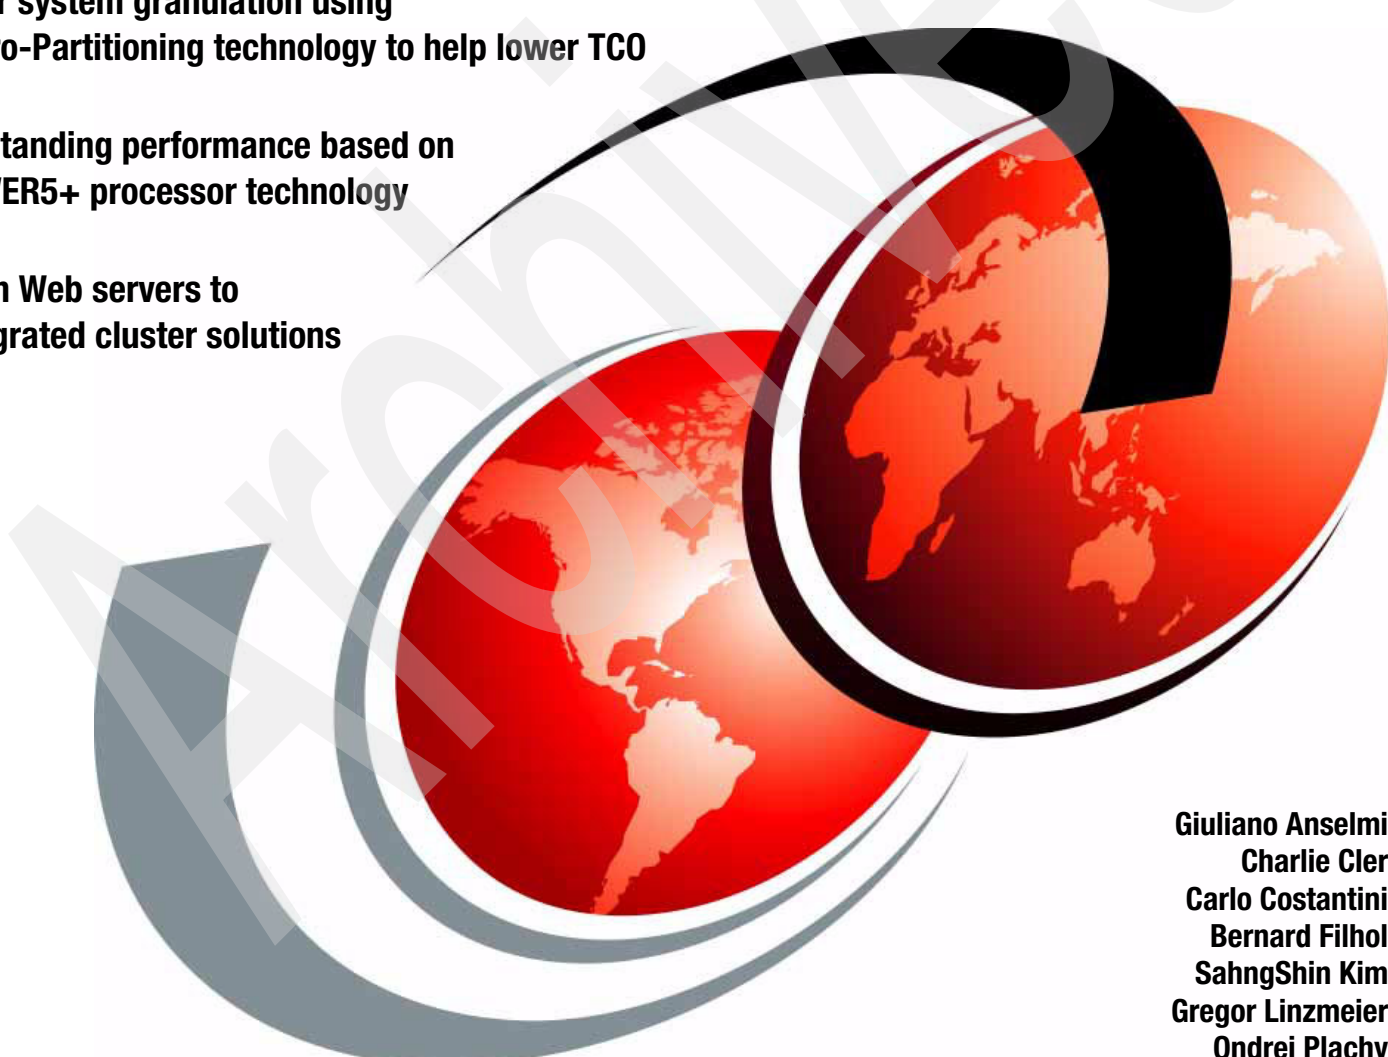 r system granulation using
o-Partitioning technology to help lower TCO
tanding performance based on
ER5+ processor technology
n Web servers to
grated cluster solutions
Archive
Giuliano Anselmi
Charlie Cler
Carlo Costantini
Bernard Filhol
SahngShin Kim
Gregor Linzmeier
Ondrej Plachy